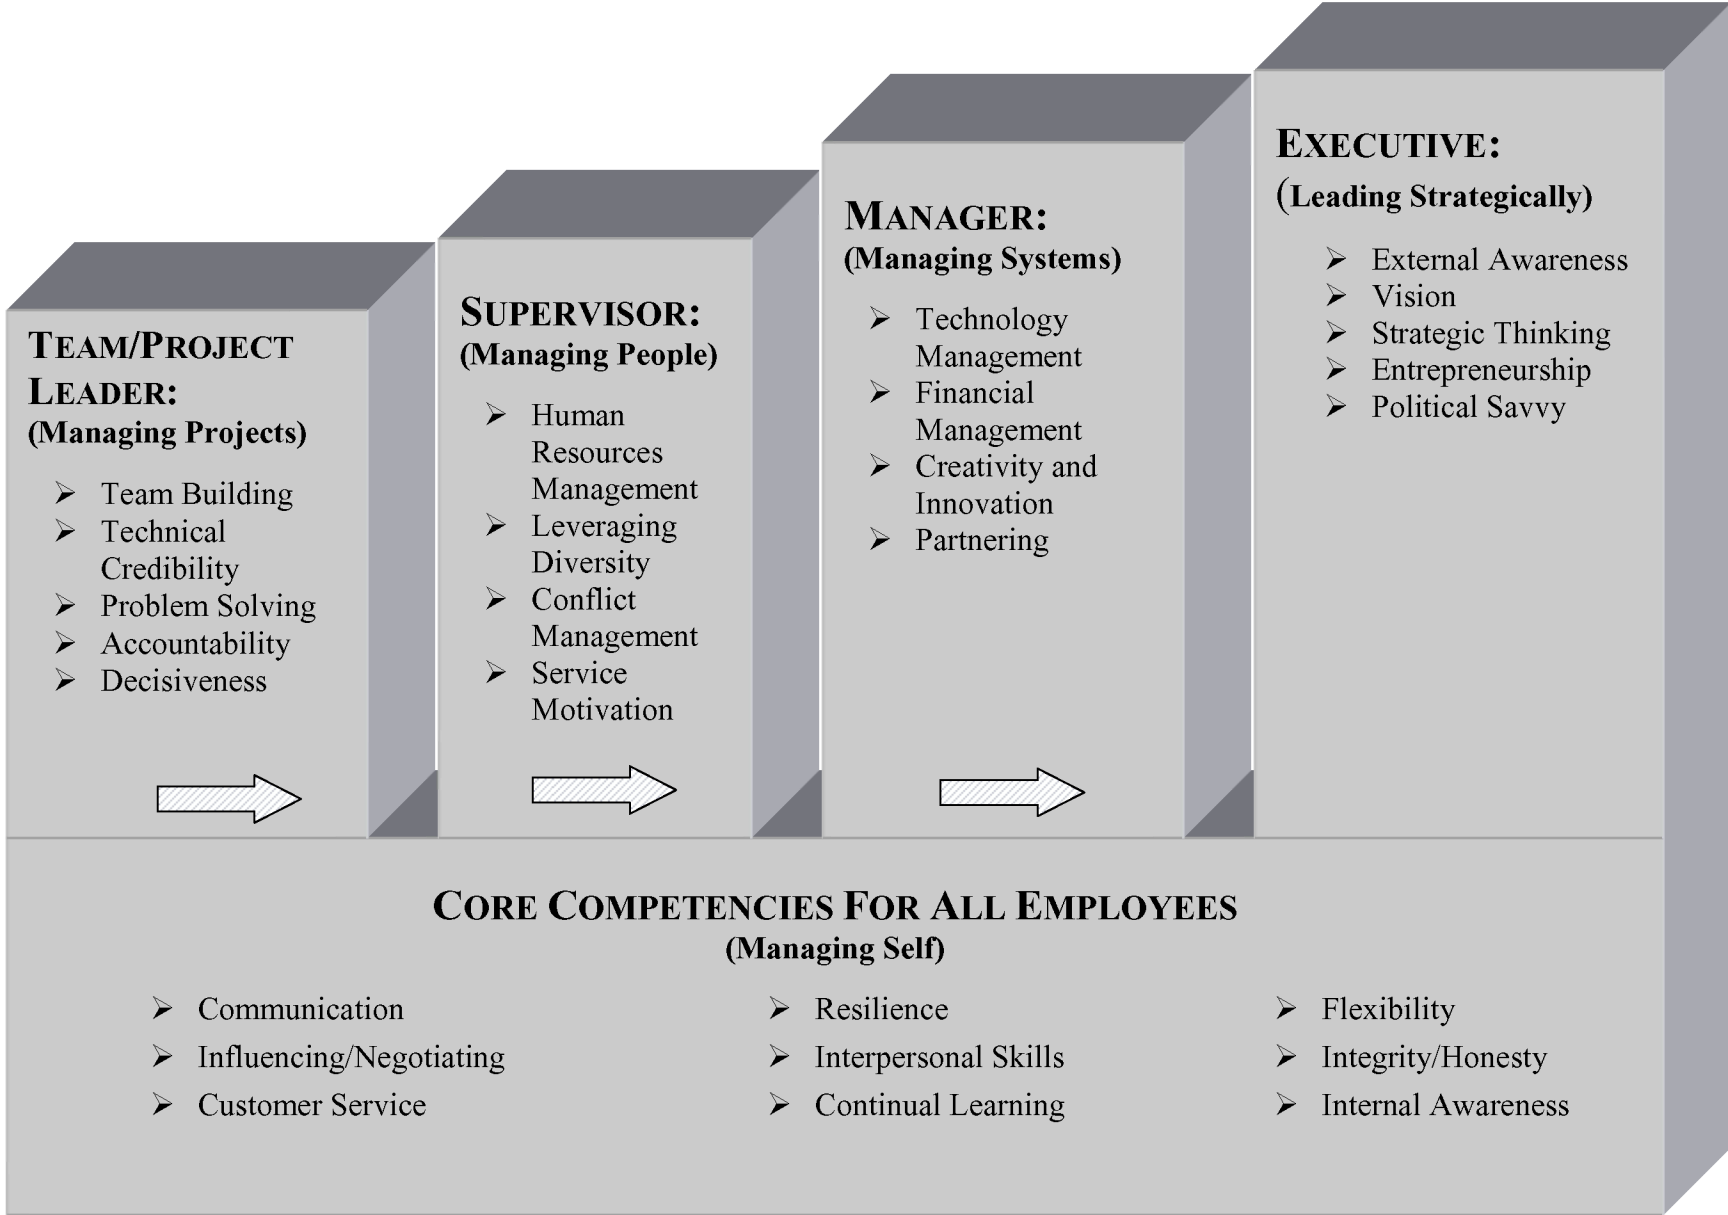 TEAM/PROJECT
LEADER:
(Managing Projects)
➢ Team Building
➢ Technical
Credibility
➢ Problem Solving
➢ Accountability
➢ Decisiveness
SUPERVISOR:
(Managing People)
➢ Human
Resources
Management
➢ Leveraging
Diversity
➢ Conflict
Management
➢ Service
Motivation
MANAGER:
(Managing Systems)
➢ Technology
Management
➢ Financial
Management
➢ Creativity and
Innovation
➢ Partnering
EXECUTIVE:
(Leading Strategically)
➢ External Awareness
➢ Vision
➢ Strategic Thinking
➢ Entrepreneurship
➢ Political Savvy
CORE COMPETENCIES FOR ALL EMPLOYEES
(Managing Self)
➢ Communication
➢ Influencing/Negotiating
➢ Customer Service
➢ Resilience
➢ Interpersonal Skills
➢ Continual Learning
➢ Flexibility
➢ Integrity/Honesty
➢ Internal Awareness